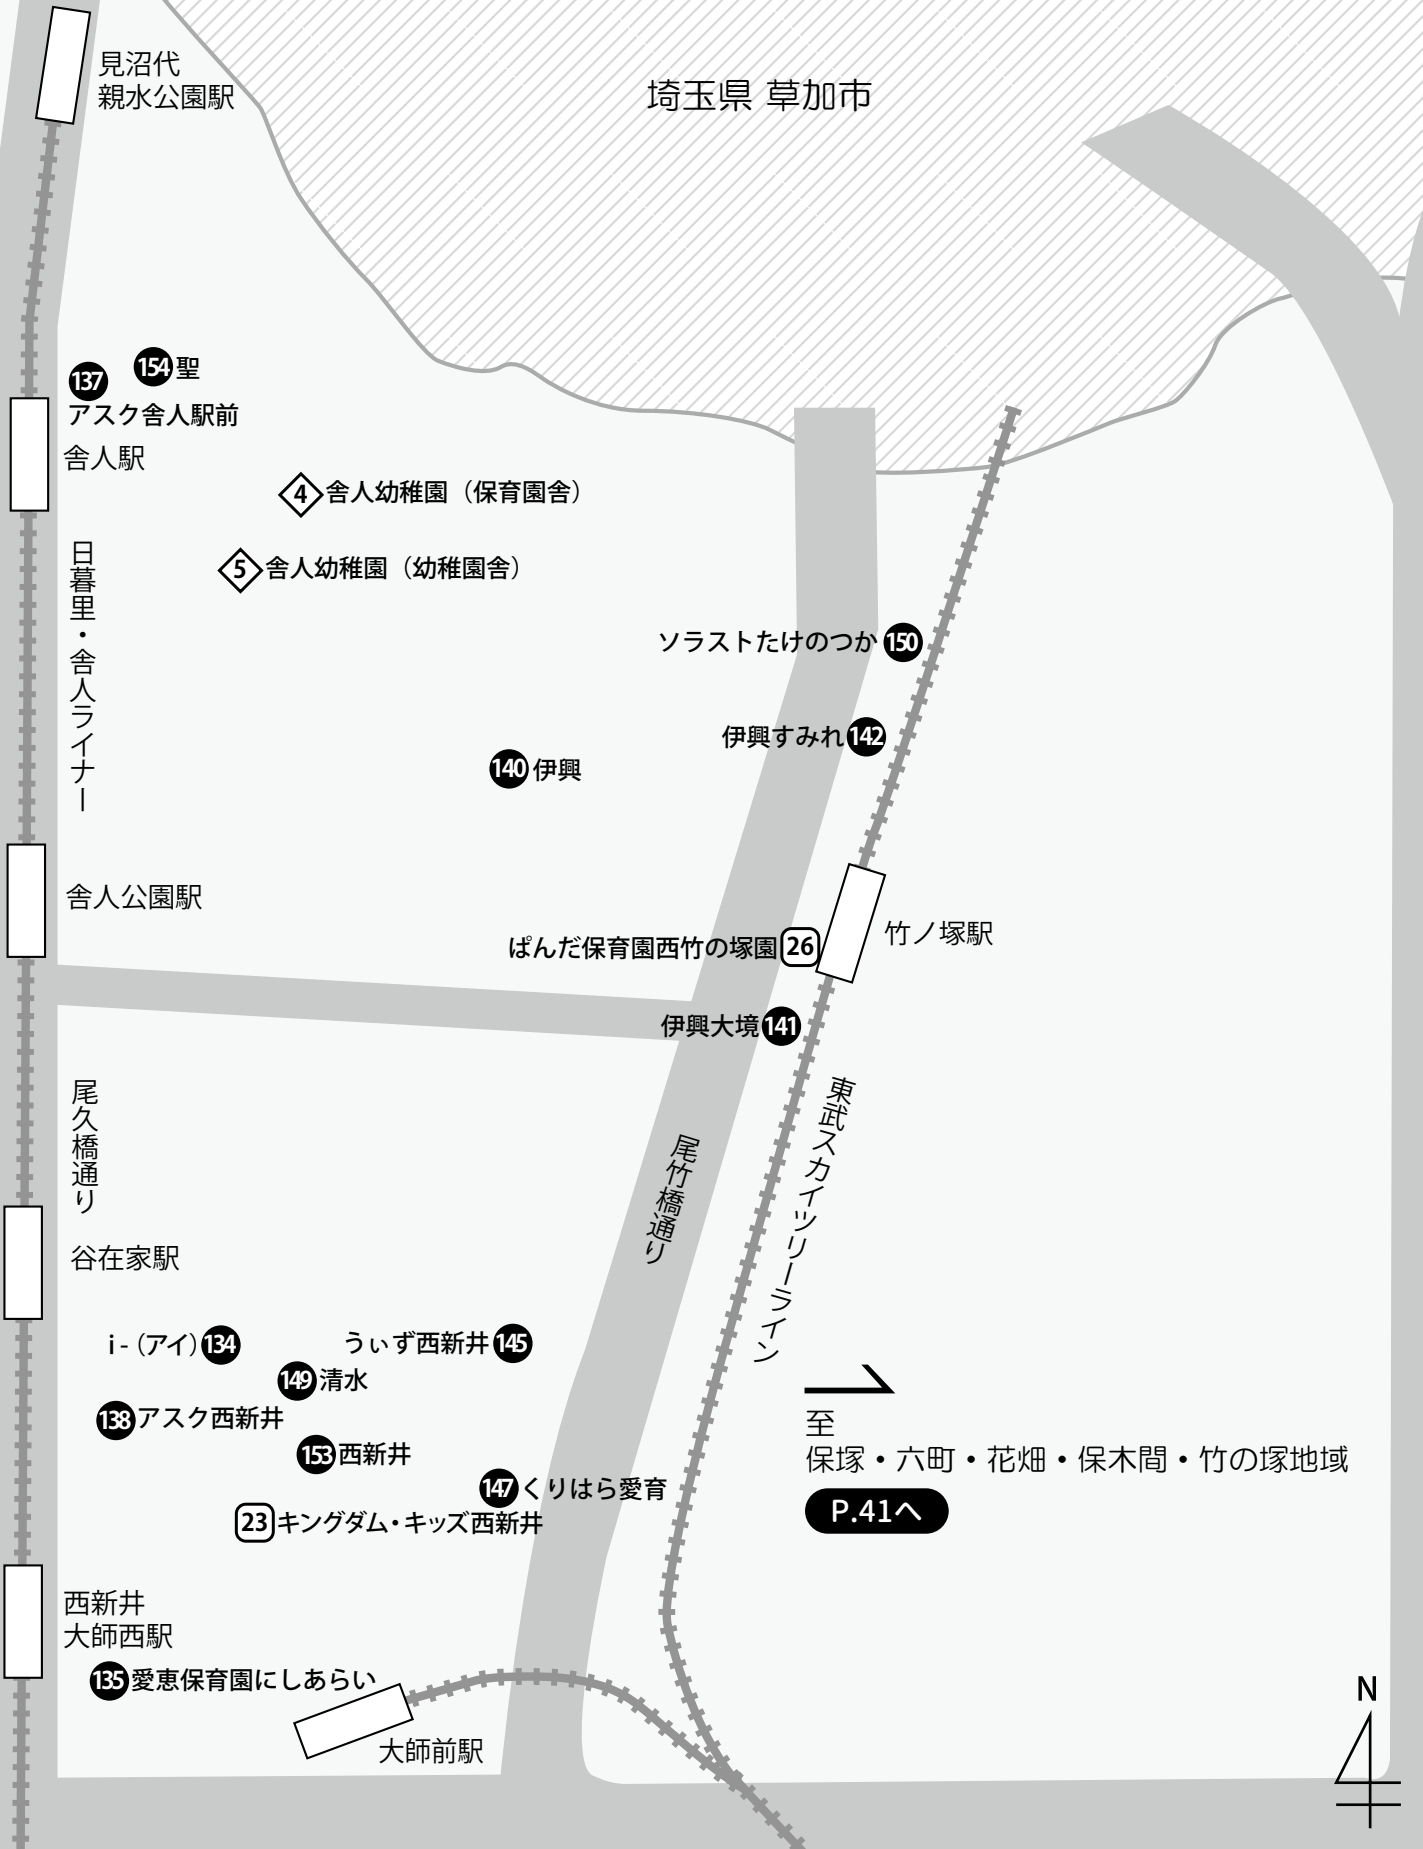 見沼代
親水公園駅
埼玉県 草加市
154 聖
137
アスク舎人駅前
舎人駅
4 舎人幼稚園（保育園舎）
5 舎人幼稚園（幼稚園舎）
日暮里・舎人ライナー
ソラストたけのつか 150
伊興すみれ 142
140 伊興
舎人公園駅
竹ノ塚駅
ぱんだ保育園西竹の塚園 26
伊興大境 141
尾久橋通り
尾竹橋通り
東武スカイツリーライン
谷在家駅
i-（アイ） 134
うぃず西新井 145
149 清水
138 アスク西新井
153 西新井
147 くりはら愛育
23 キングダム・キッズ西新井
至
保塚・六町・花畑・保木間・竹の塚地域
P.41へ
西新井
大師西駅
135 愛恵保育園にしあらい
大師前駅
N